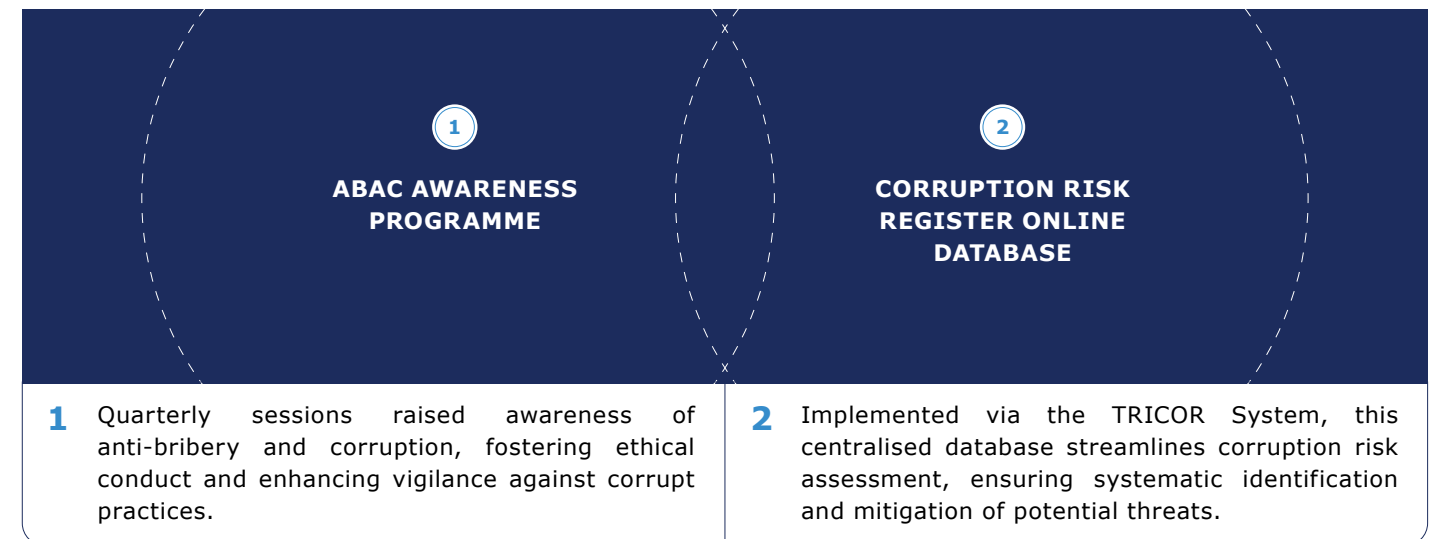 1
ABAC AWARENESS
PROGRAMME
2
CORRUPTION RISK
REGISTER ONLINE
DATABASE
1 Quarterly sessions raised awareness of
anti-bribery and corruption, fostering ethical
conduct and enhancing vigilance against corrupt
practices.
2 Implemented via the TRICOR System, this
centralised database streamlines corruption risk
assessment, ensuring systematic identification
and mitigation of potential threats.